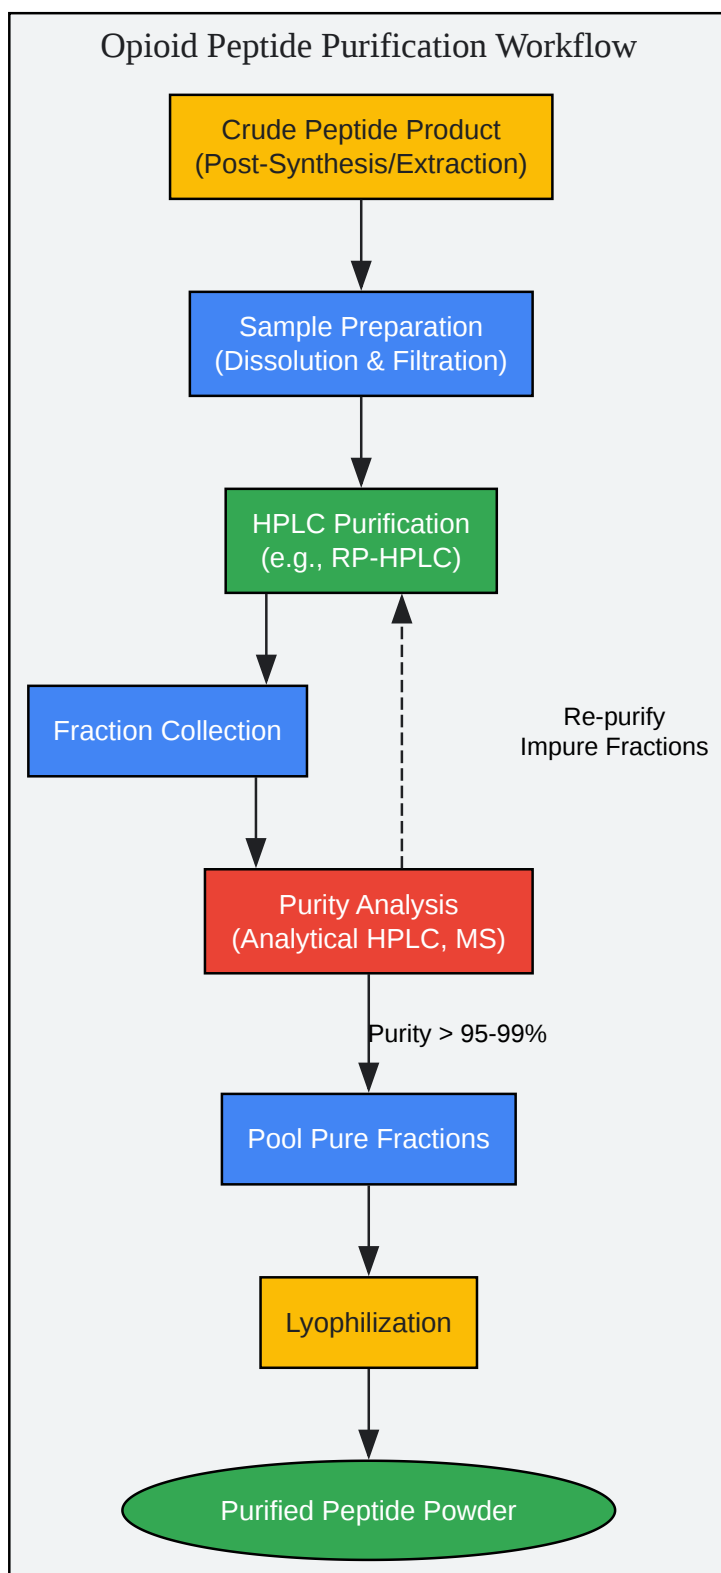 Opioid Peptide Purification Workflow
Crude Peptide Product
(Post-Synthesis/Extraction)
Sample Preparation
(Dissolution & Filtration)
HPLC Purification
(e.g., RP-HPLC)
Fraction Collection
Re-purify
Impure Fractions
Purity Analysis
(Analytical HPLC, MS)
Purity > 95-99%
Pool Pure Fractions
Lyophilization
Purified Peptide Powder